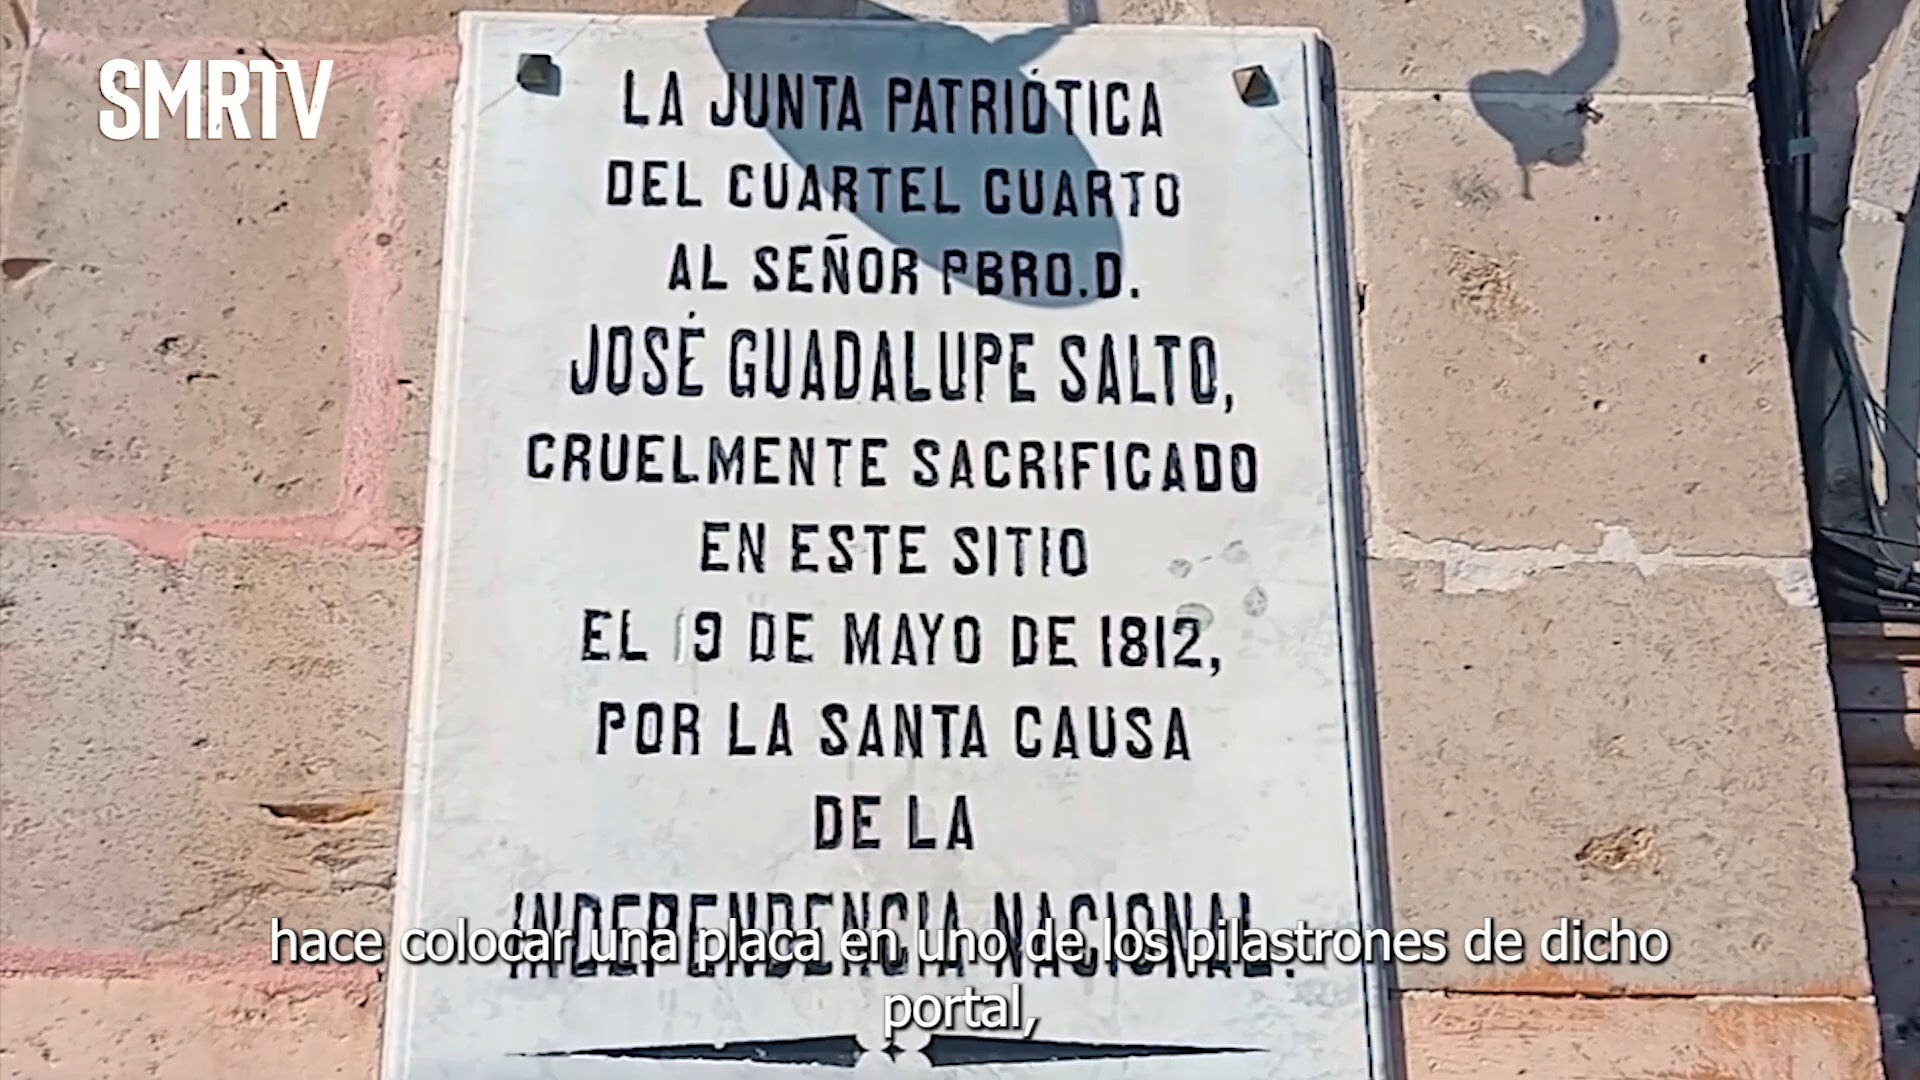 SMRTV
LA JUNTA PATRIÓTICA
DEL CUARTEL CUARTO
AL SEÑOR PBRO.D.
JOSÉ GUADALUPE SALTO,
CRUELMENTE SACRIFICADO
EN ESTE SITIO
EL 19 DE MAYO DE 1812,
POR LA SANTA CAUSA
DE LA
INDEPENDENCIA NACIONAL.
hace colocar una placa en uno de los pilastrones de dicho
portal,